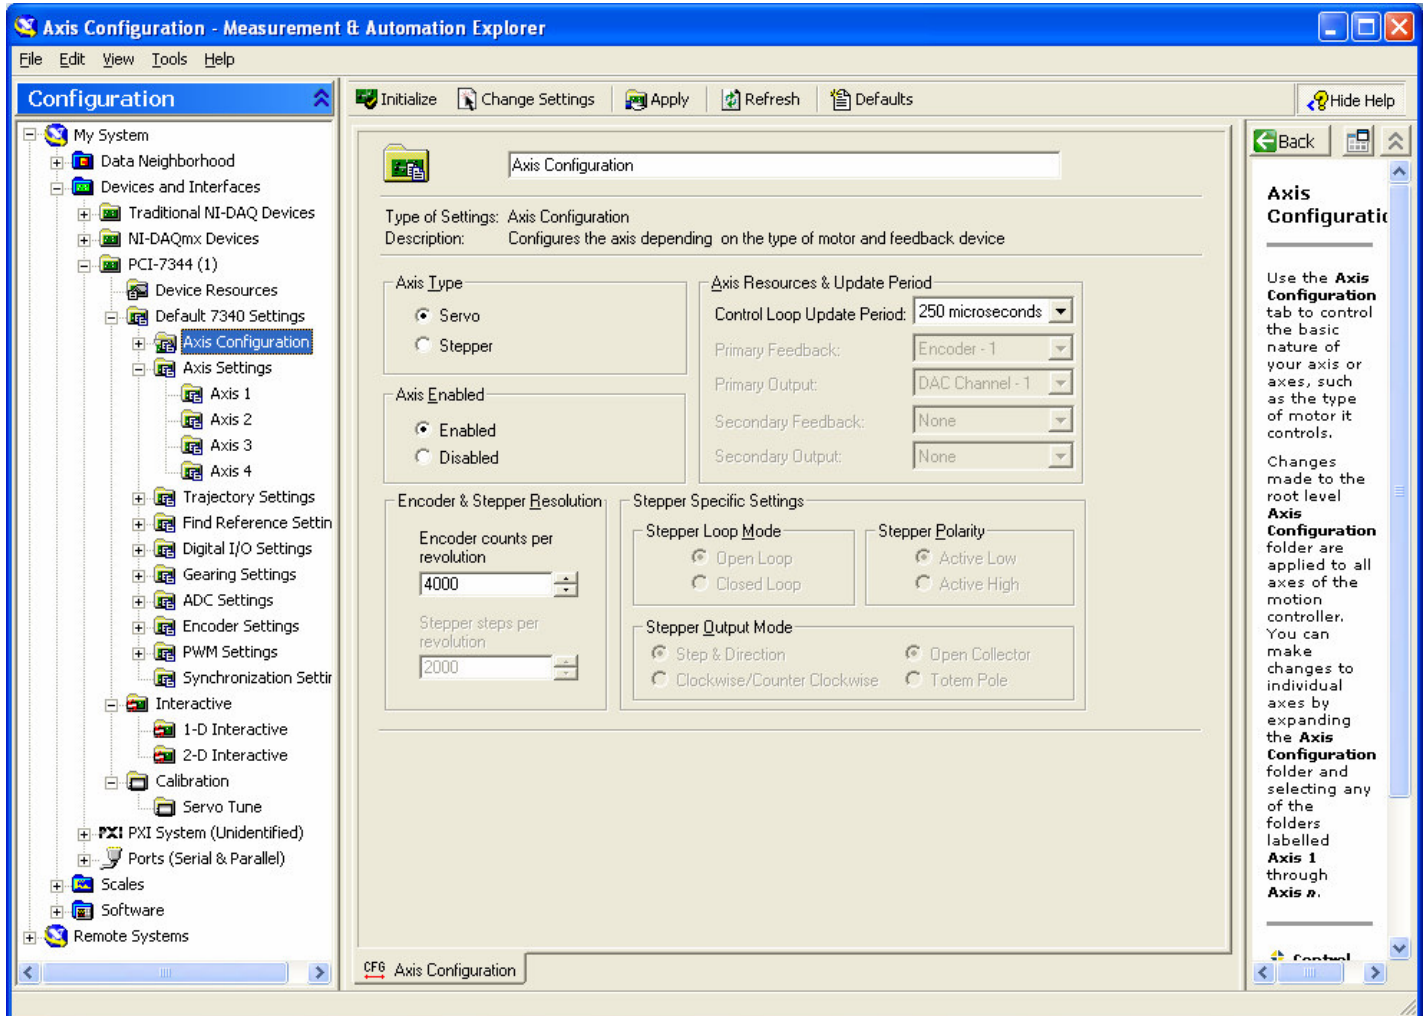 Axis Configuration - Measurement & Automation Explorer
File Edit View Tools Help
Configuration
My System
Data Neighborhood
Devices and Interfaces
Traditional NI-DAQ Devices
NI-DAQmx Devices
PCI-7344 (1)
Device Resources
Default 7340 Settings
Axis Configuration
Axis Settings
Axis 1
Axis 2
Axis 3
Axis 4
Trajectory Settings
Find Reference Settin
Digital I/O Settings
Gearing Settings
ADC Settings
Encoder Settings
PWM Settings
Synchronization Settir
Interactive
1-D Interactive
2-D Interactive
Calibration
Servo Tune
PXI PXI System (Unidentified)
Ports (Serial & Parallel)
Scales
Software
Remote Systems
Initialize Change Settings Apply Refresh Defaults Hide Help
Axis Configuration
Type of Settings: Axis Configuration
Description: Configures the axis depending on the type of motor and feedback device
Axis Type
Servo
Stepper
Axis Enabled
Enabled
Disabled
Axis Resources & Update Period
Control Loop Update Period: 250 microseconds
Primary Feedback: Encoder - 1
Primary Output: DAC Channel - 1
Secondary Feedback: None
Secondary Output: None
Encoder & Stepper Resolution
Encoder counts per
revolution
4000
Stepper steps per
revolution
2000
Stepper Specific Settings
Stepper Loop Mode
Open Loop
Closed Loop
Stepper Polarity
Active Low
Active High
Stepper Output Mode
Step & Direction
Clockwise/Counter Clockwise
Open Collector
Totem Pole
CFG Axis Configuration
Back
Axis
Configuratic
Use the Axis
Configuration
tab to control
the basic
nature of
your axis or
axes, such
as the type
of motor it
controls.
Changes
made to the
root level
Axis
Configuration
folder are
applied to all
axes of the
motion
controller.
You can
make
changes to
individual
axes by
expanding
the Axis
Configuration
folder and
selecting any
of the
folders
labelled
Axis 1
through
Axis n.
Control